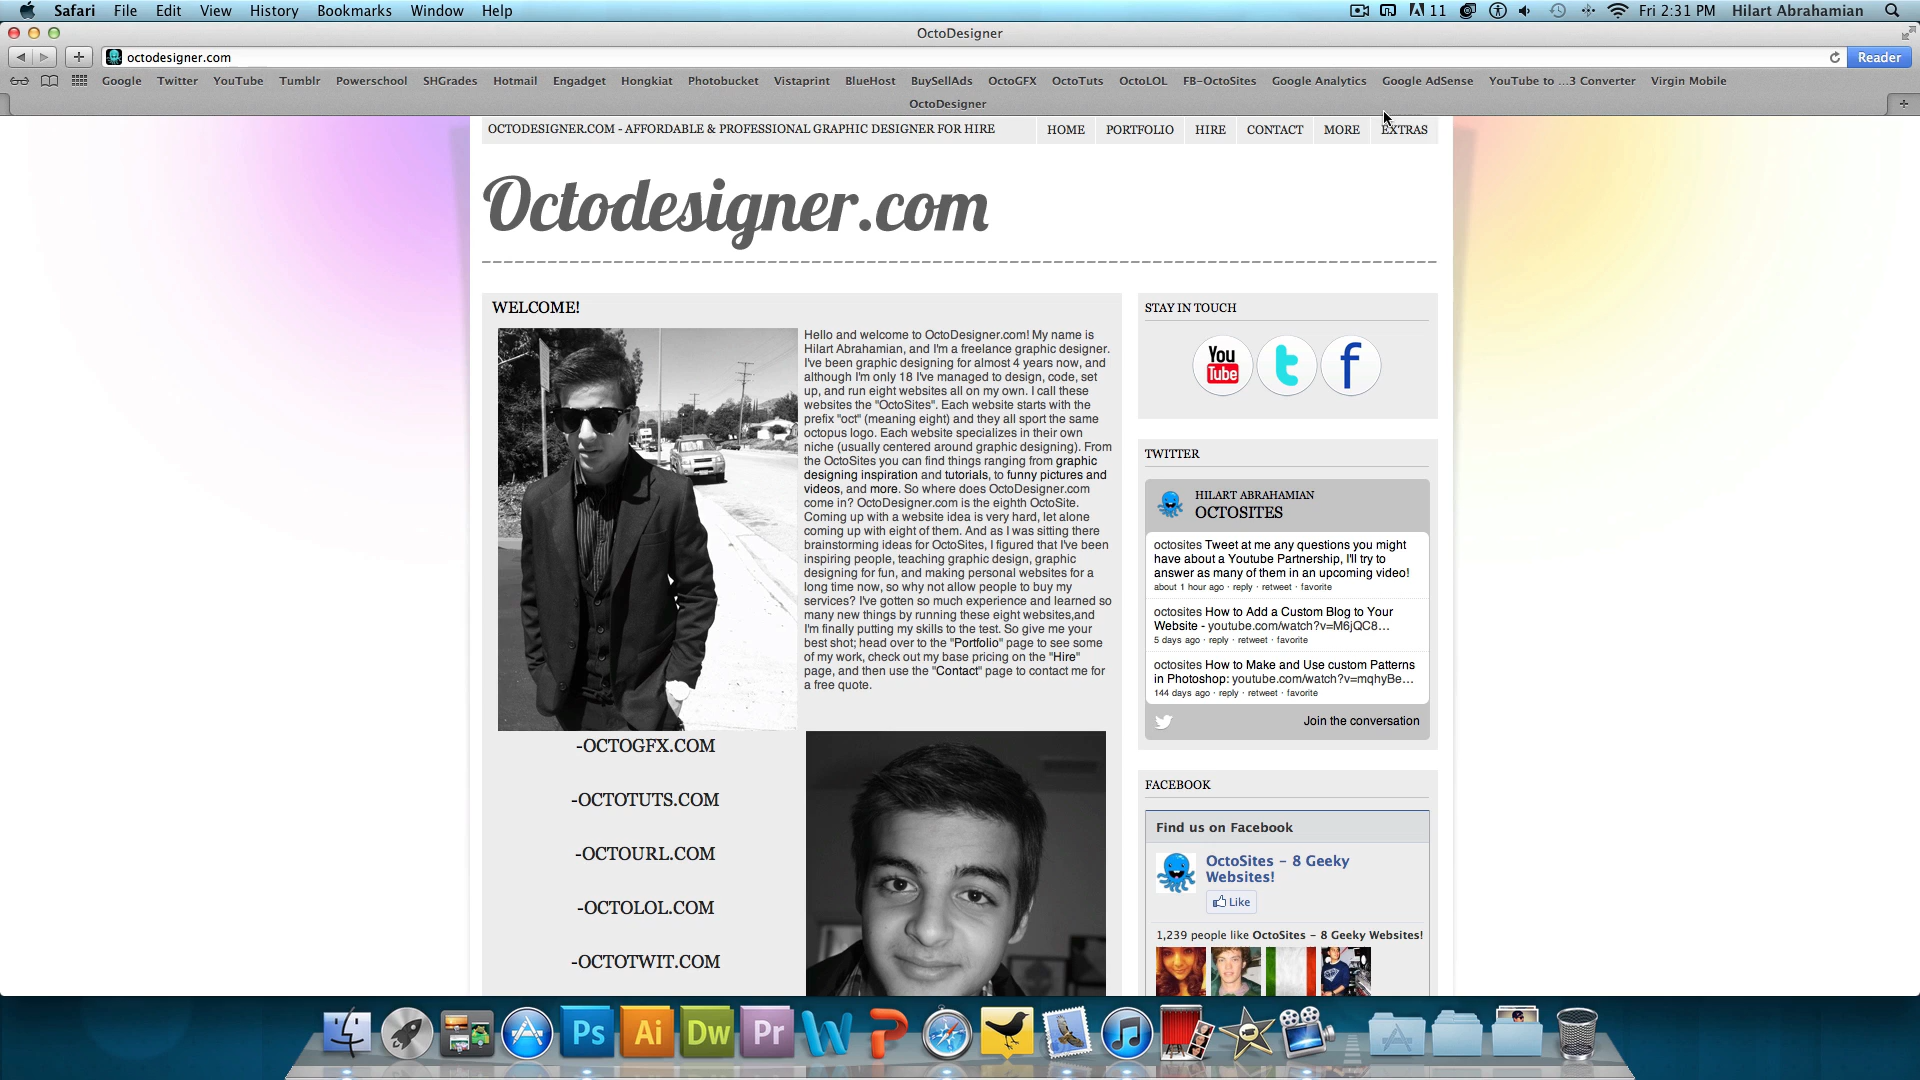 Safari File Edit View History Bookmarks Window Help
11 Fri 2:31 PM Hilart Abrahamian
OctoDesigner
octodesigner.com
Reader
Google Twitter YouTube Tumblr Powerschool SHGrades Hotmail Engadget Hongkiat Photobucket Vistaprint BlueHost BuySellAds OctoGFX OctoTuts OctoLOL FB-OctoSites Google Analytics Google AdSense YouTube to ...3 Converter Virgin Mobile
OctoDesigner
OCTODESIGNER.COM - AFFORDABLE & PROFESSIONAL GRAPHIC DESIGNER FOR HIRE
HOME PORTFOLIO HIRE CONTACT MORE EXTRAS
Octodesigner.com
WELCOME!
Hello and welcome to OctoDesigner.com! My name is
Hilart Abrahamian, and I'm a freelance graphic designer.
I've been graphic designing for almost 4 years now, and
although I'm only 18 I've managed to design, code, set
up, and run eight websites all on my own. I call these
websites the "OctoSites". Each website starts with the
prefix "oct" (meaning eight) and they all sport the same
octopus logo. Each website specializes in their own
niche (usually centered around graphic designing). From
the OctoSites you can find things ranging from graphic
designing inspiration and tutorials, to funny pictures and
videos, and more. So where does OctoDesigner.com
come in? OctoDesigner.com is the eighth OctoSite.
Coming up with a website idea is very hard, let alone
coming up with eight of them. And as I was sitting there
brainstorming ideas for OctoSites, I figured that I've been
inspiring people, teaching graphic design, graphic
designing for fun, and making personal websites for a
long time now, so why not allow people to buy my
services? I've gotten so much experience and learned so
many new things by running these eight websites,and
I'm finally putting my skills to the test. So give me your
best shot; head over to the "Portfolio" page to see some
of my work, check out my base pricing on the "Hire"
page, and then use the "Contact" page to contact me for
a free quote.
-OCTOGFX.COM
-OCTOTUTS.COM
-OCTOURL.COM
-OCTOLOL.COM
-OCTOTWIT.COM
STAY IN TOUCH
You
Tube
t
f
TWITTER
HILART ABRAHAMIAN
OCTOSITES
octosites Tweet at me any questions you might
have about a Youtube Partnership, I'll try to
answer as many of them in an upcoming video!
about 1 hour ago · reply · retweet · favorite
octosites How to Add a Custom Blog to Your
Website - youtube.com/watch?v=M6jQC8...
5 days ago · reply · retweet · favorite
octosites How to Make and Use custom Patterns
in Photoshop: youtube.com/watch?v=mqhyBe...
144 days ago · reply · retweet · favorite
Join the conversation
FACEBOOK
Find us on Facebook
OctoSites - 8 Geeky
Websites!
Like
1,239 people like OctoSites - 8 Geeky Websites!
Ps Ai Dw Pr